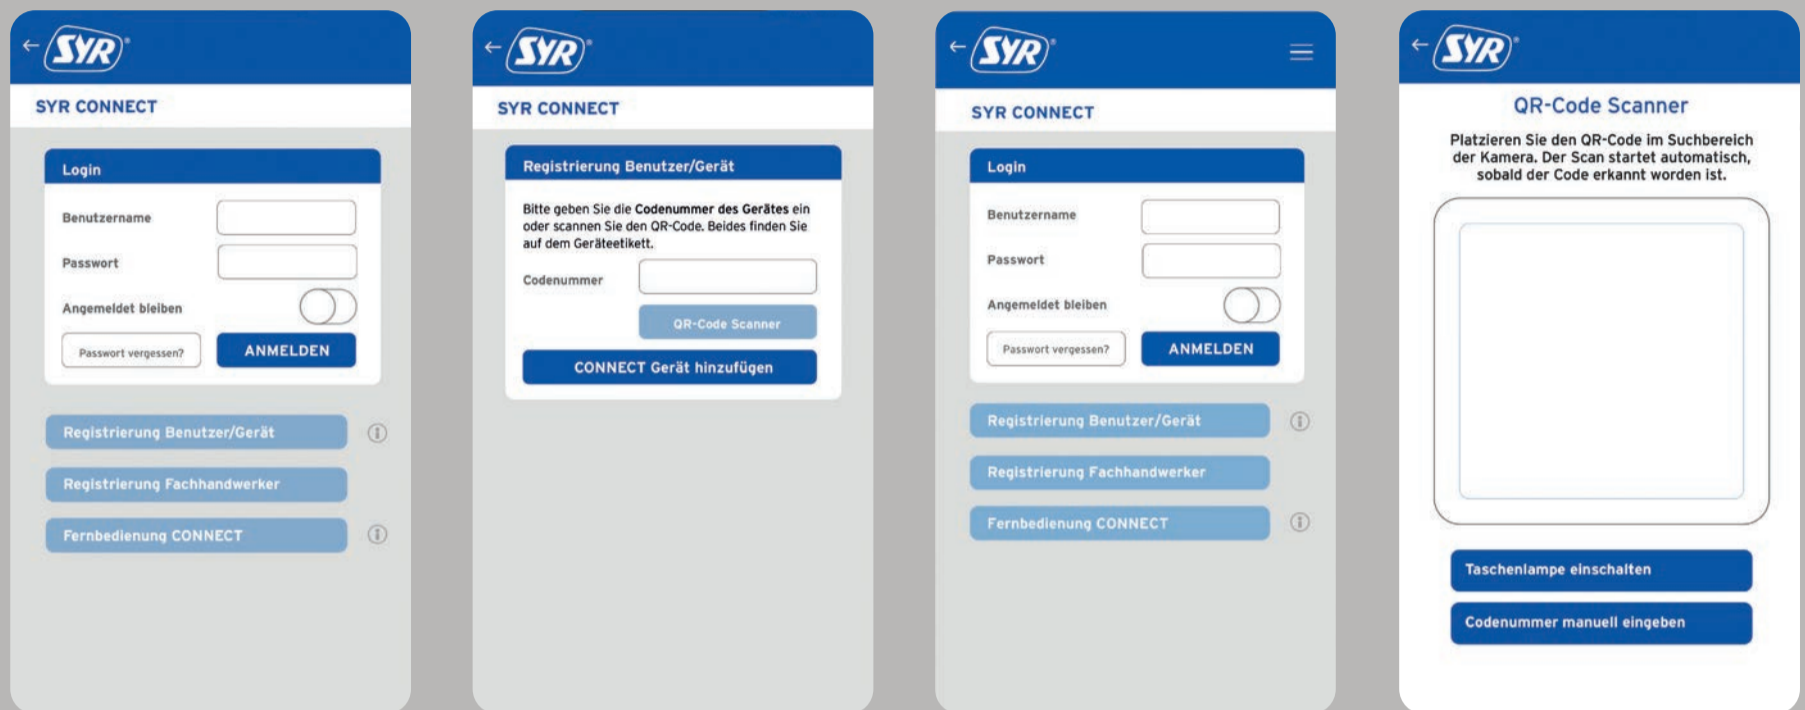 SYR®
SYR CONNECT
Login
Benutzername
Passwort
Angemeldet bleiben
Passwort vergessen?
ANMELDEN
Registrierung Benutzer/Gerät
Registrierung Fachhandwerker
Fernbedienung CONNECT
SYR®
SYR CONNECT
Registrierung Benutzer/Gerät
Bitte geben Sie die Codenummer des Gerätes ein
oder scannen Sie den QR-Code. Beides finden Sie
auf dem Geräteetikett.
Codenummer
QR-Code Scanner
CONNECT Gerät hinzufügen
SYR®
SYR CONNECT
Login
Benutzername
Passwort
Angemeldet bleiben
Passwort vergessen?
ANMELDEN
Registrierung Benutzer/Gerät
Registrierung Fachhandwerker
Fernbedienung CONNECT
SYR®
QR-Code Scanner
Platzieren Sie den QR-Code im Suchbereich
der Kamera. Der Scan startet automatisch,
sobald der Code erkannt worden ist.
Taschenlampe einschalten
Codenummer manuell eingeben